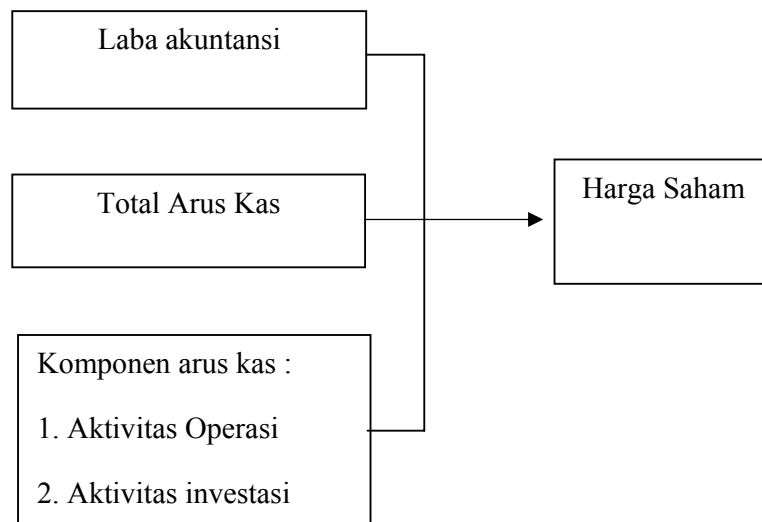 Laba akuntansi
Total Arus Kas
Harga Saham
Komponen arus kas :
1. Aktivitas Operasi
2. Aktivitas investasi